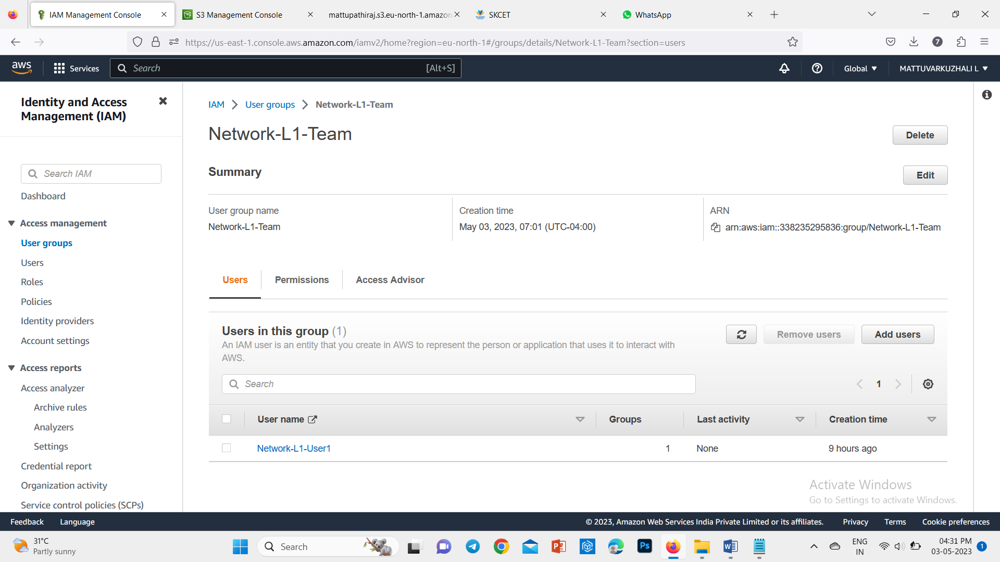 IAM Management Console
S3 Management Console
mattupathiraj.s3.eu-north-1.amazon
SKCET
WhatsApp
https://us-east-1.console.aws.amazon.com/iamv2/home?region=eu-north-1#/groups/details/Network-L1-Team?section=users
7
aws
Services
Search
[Alt+S]
Global
MATTUVARKUZHALI L
Identity and Access
Management (IAM)
Search IAM
Dashboard
Access management
User groups
Users
Roles
Policies
Identity providers
Account settings
Access reports
Access analyzer
Archive rules
Analyzers
Settings
Credential report
Organization activity
Service control policies (SCPs)
IAM
User groups
Network-L1-Team
Network-L1-Team
Delete
Summary
Edit
User group name
Network-L1-Team
Creation time
May 03, 2023, 07:01 (UTC-04:00)
ARN
arn:aws:iam::338235295836:group/Network-L1-Team
Users
Permissions
Access Advisor
Users in this group (1)
An IAM user is an entity that you create in AWS to represent the person or application that uses it to interact with
AWS.
Remove users
Add users
Search
1
User name
Groups
Last activity
Creation time
Network-L1-User1
1
None
9 hours ago
Activate Windows
Go to Settings to activate Windows.
Feedback
Language
© 2023, Amazon Web Services India Private Limited or its affiliates.
Privacy
Terms
Cookie preferences
31°C
Partly sunny
Search
Ps
ENG
IN
04:31 PM
03-05-2023
1